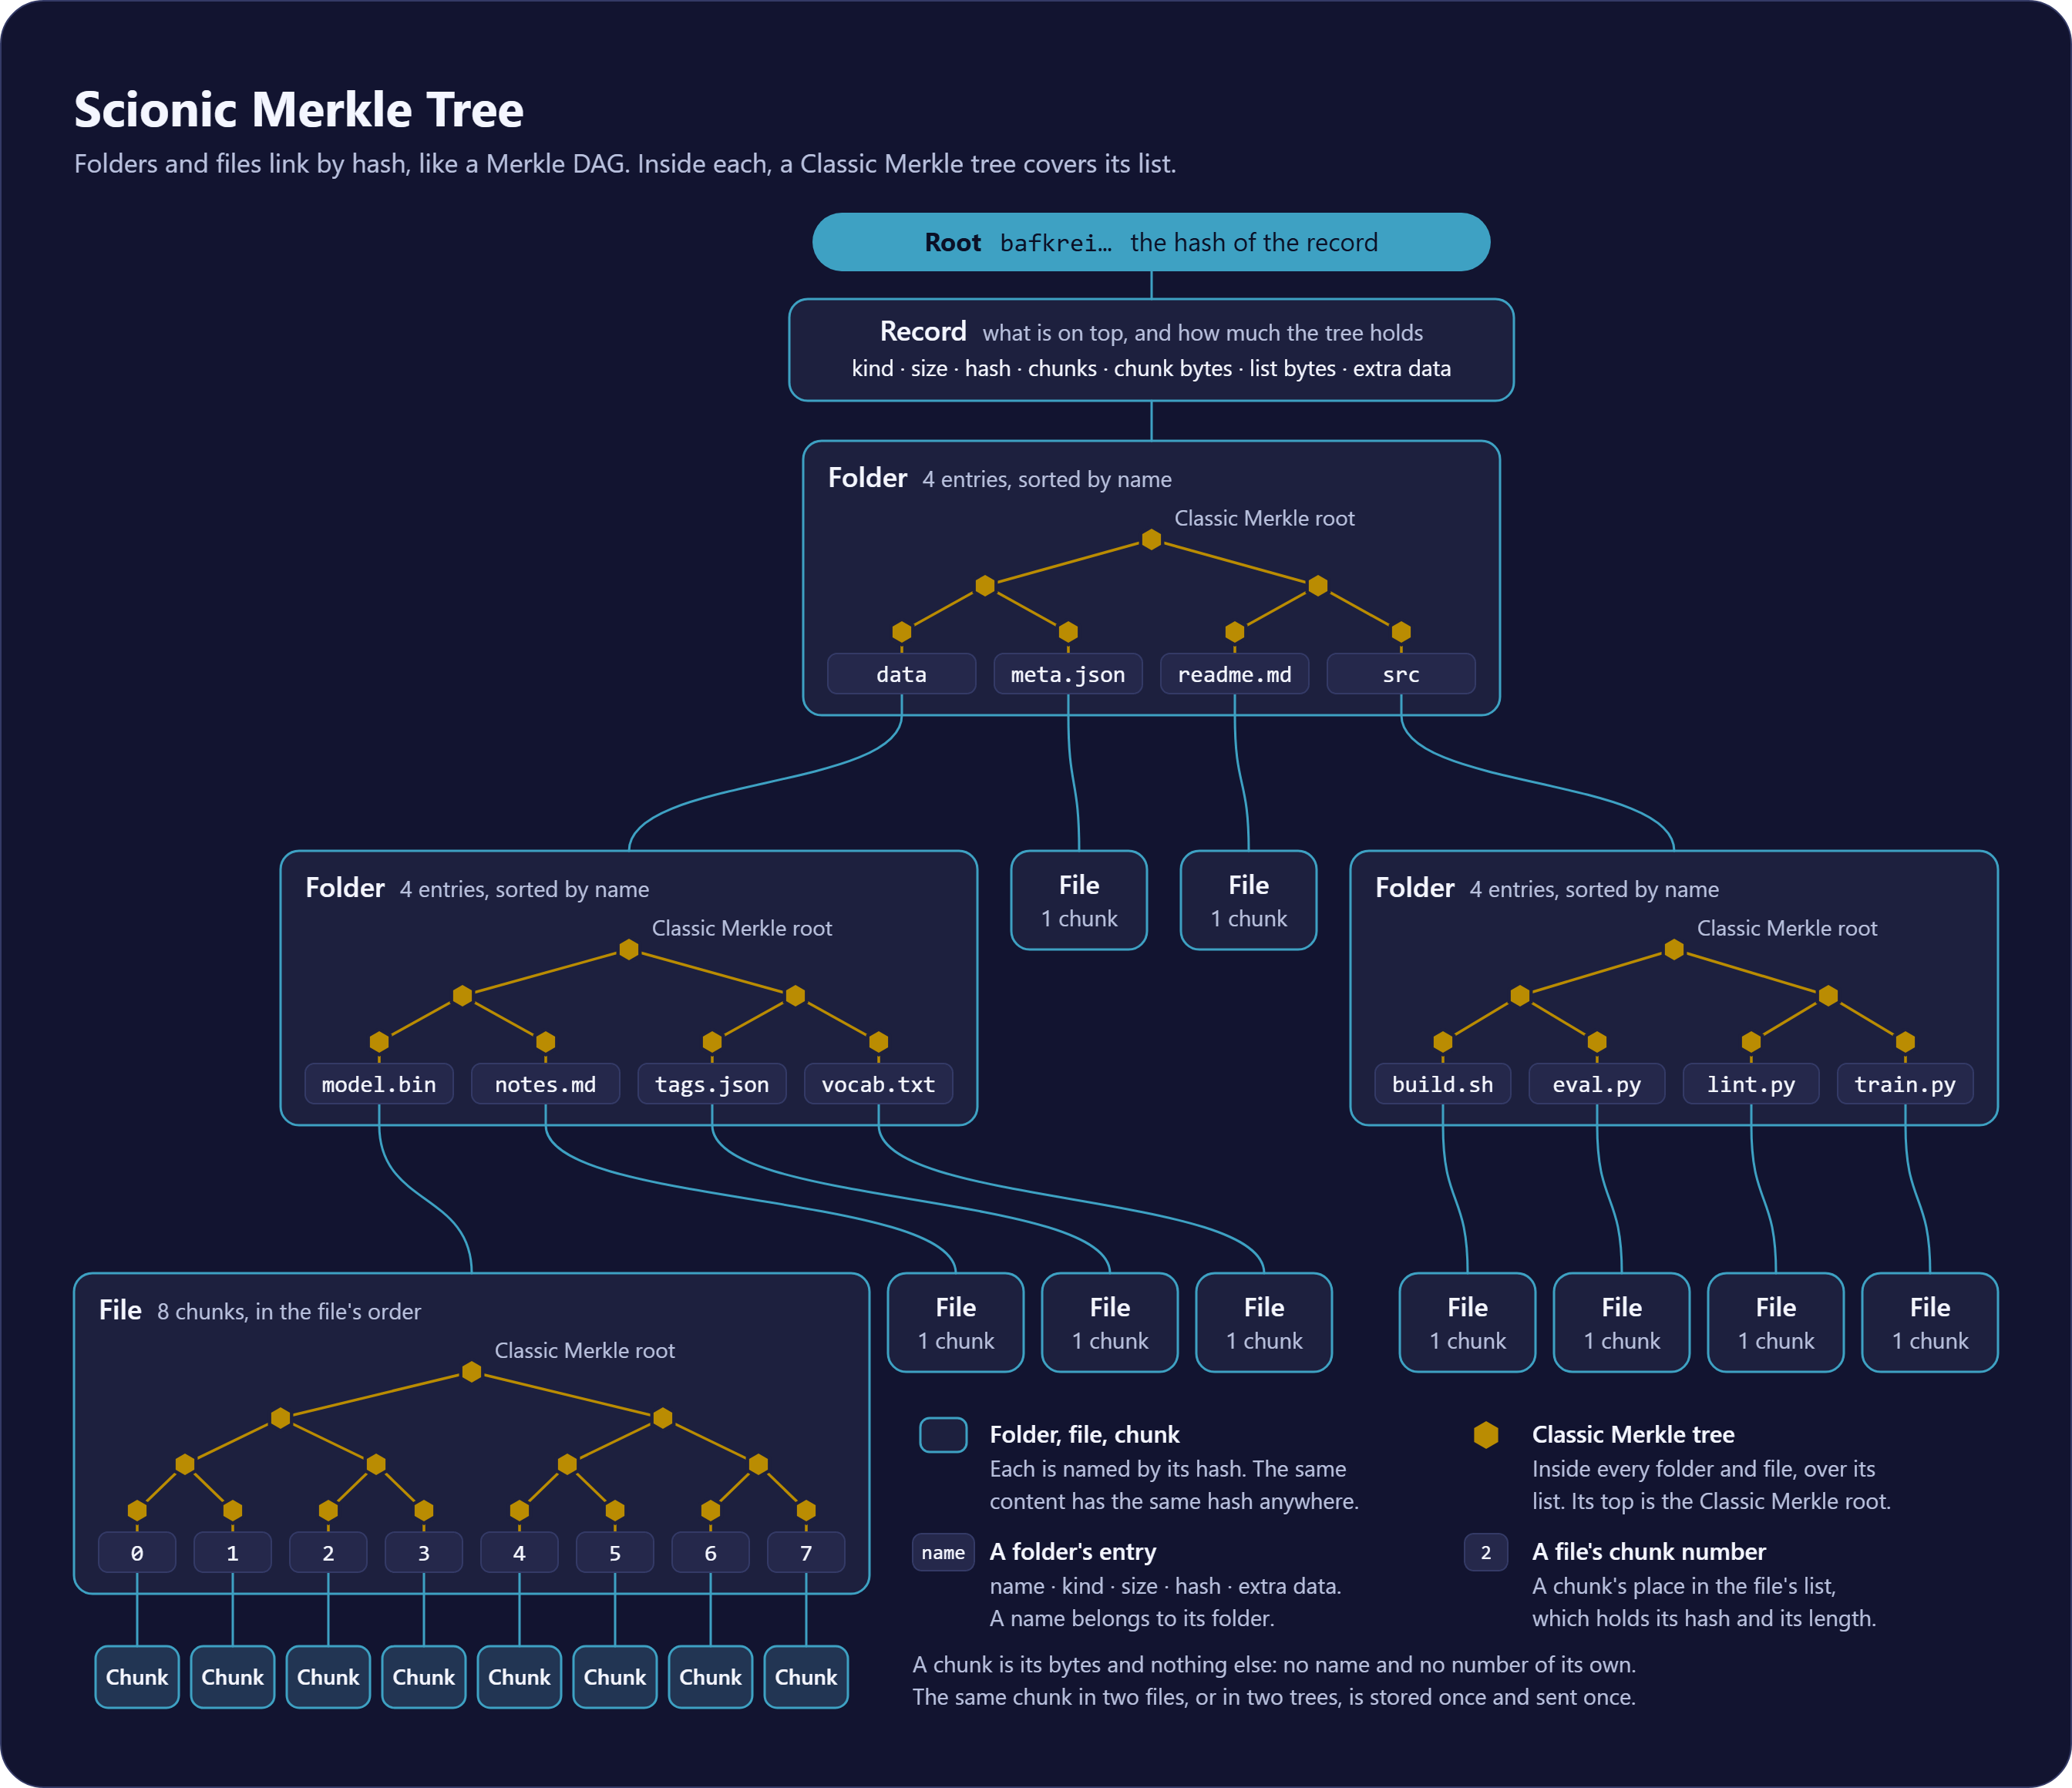 Scionic Merkle Tree
Folders and files link by hash, like a Merkle DAG. Inside each, a Classic Merkle tree covers its list.
Root bafkrei… the hash of the record
Record what is on top, and how much the tree holds
kind · size · hash · chunks · chunk bytes · list bytes · extra data
Folder 4 entries, sorted by name
Classic Merkle root
data meta.json readme.md src
Folder 4 entries, sorted by name
Classic Merkle root
model.bin notes.md tags.json vocab.txt
File
1 chunk
File
1 chunk
Folder 4 entries, sorted by name
Classic Merkle root
build.sh eval.py lint.py train.py
File 8 chunks, in the file's order
Classic Merkle root
0 1 2 3 4 5 6 7
Chunk Chunk Chunk Chunk Chunk Chunk Chunk Chunk
File
1 chunk
File
1 chunk
File
1 chunk
File
1 chunk
File
1 chunk
File
1 chunk
File
1 chunk
Folder, file, chunk
Each is named by its hash. The same
content has the same hash anywhere.
Classic Merkle tree
Inside every folder and file, over its
list. Its top is the Classic Merkle root.
name
A folder's entry
name · kind · size · hash · extra data.
A name belongs to its folder.
2
A file's chunk number
A chunk's place in the file's list,
which holds its hash and its length.
A chunk is its bytes and nothing else: no name and no number of its own.
The same chunk in two files, or in two trees, is stored once and sent once.